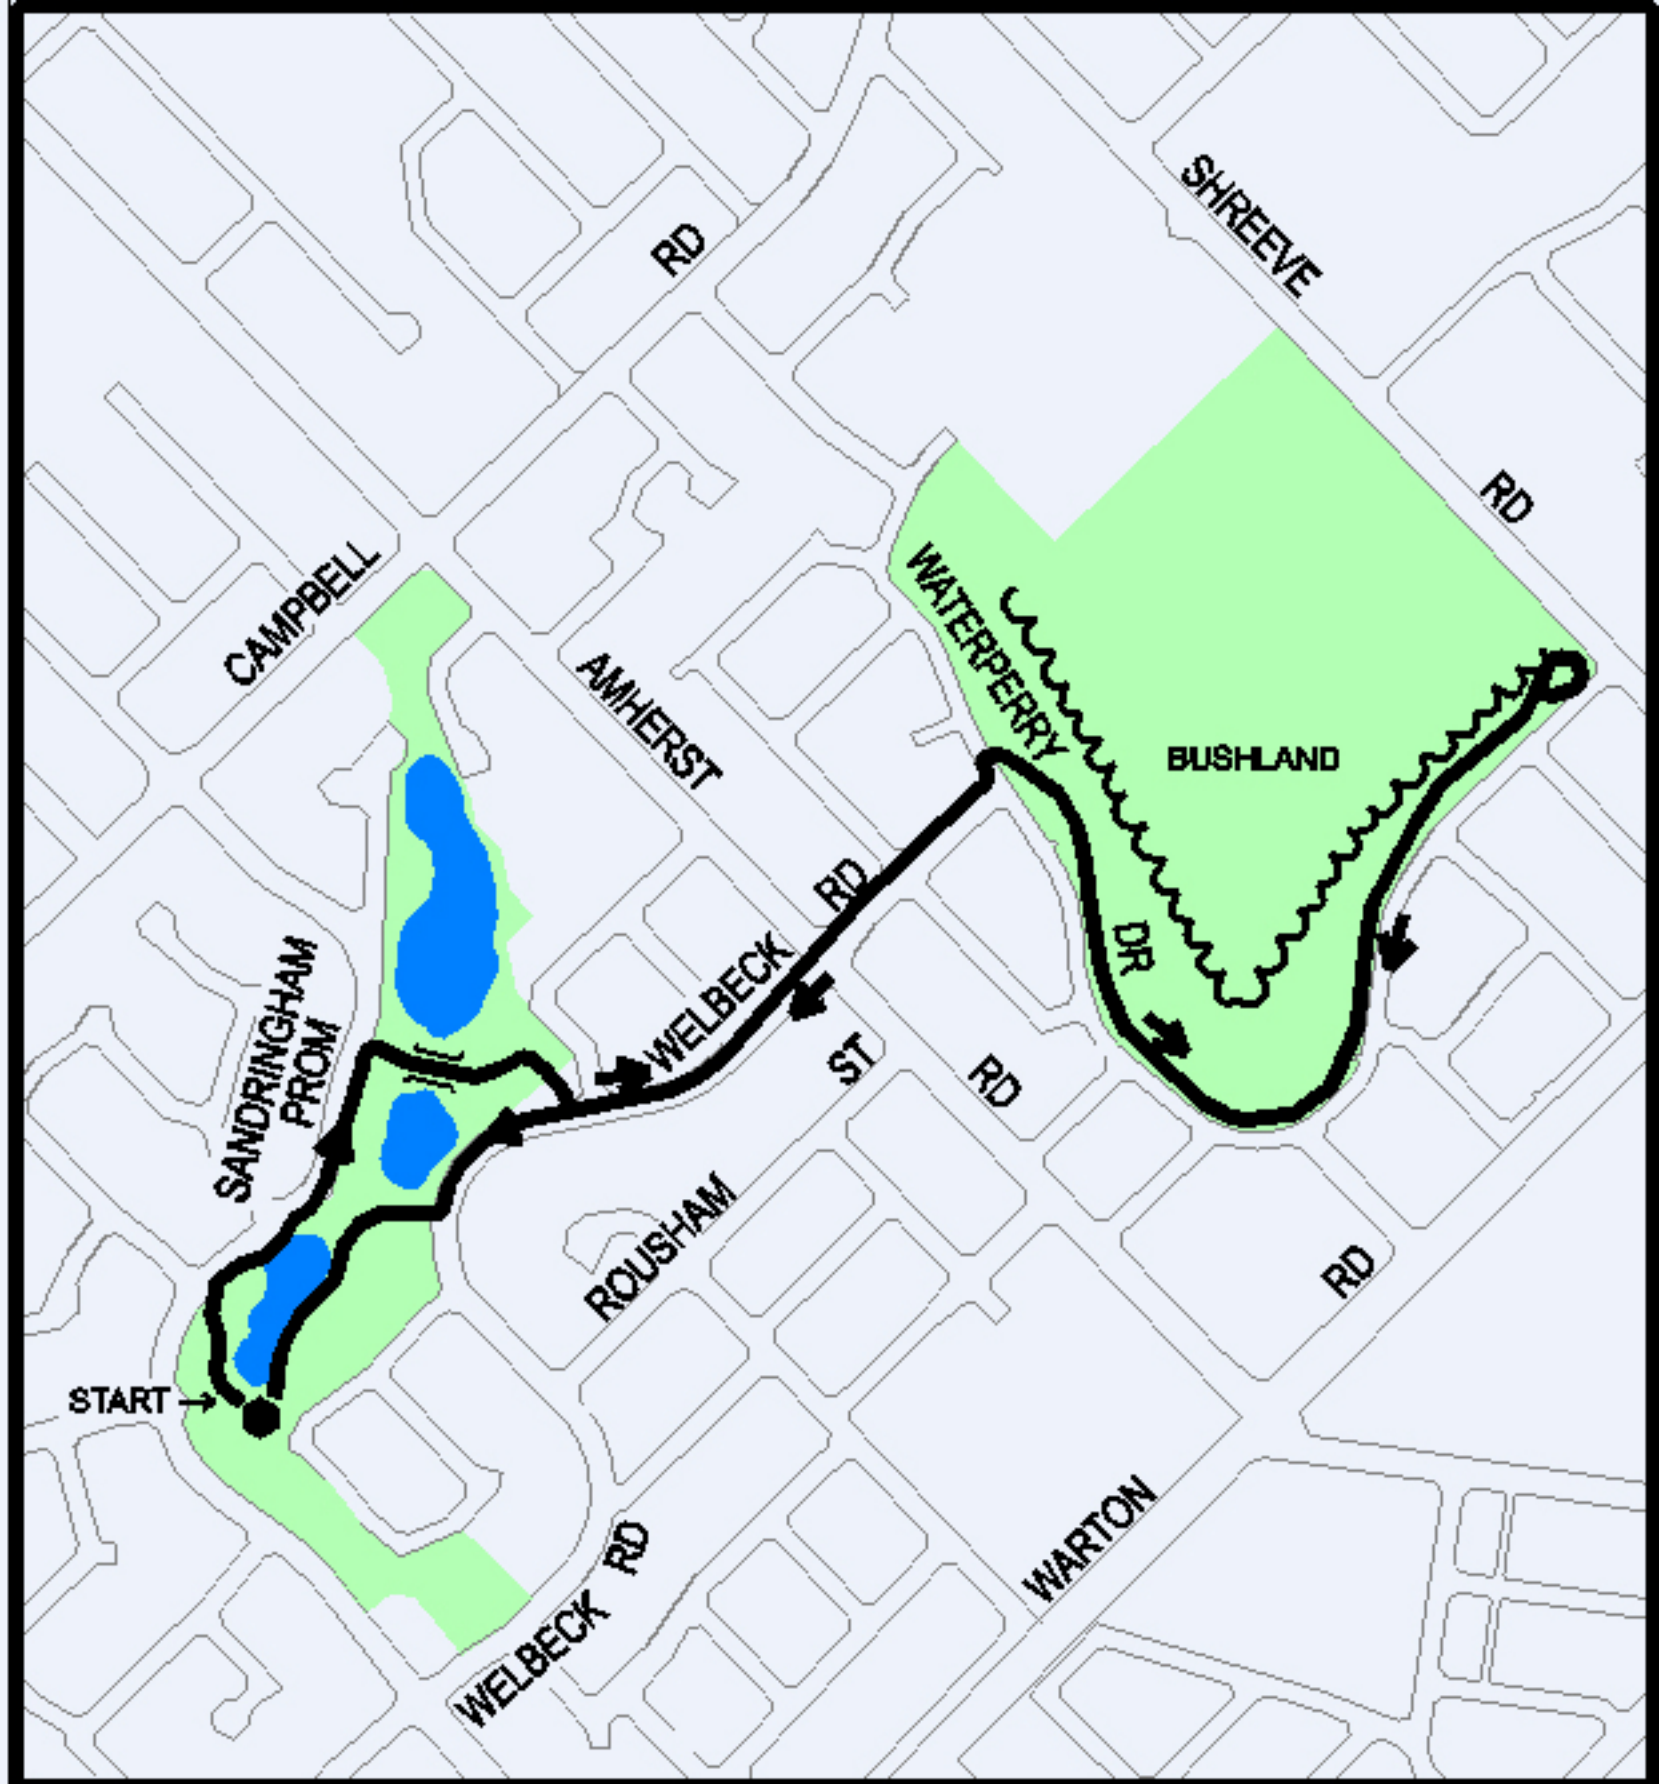 SHREEVE
RD
RD
CAMPBELL
WATERPERRY
AMHERST
BUSHLAND
RD
WELBECK
DR
SANDRINGHAM
PROM
ST
RD
ROUSHAM
RD
START
WARTON
RD
WELBECK